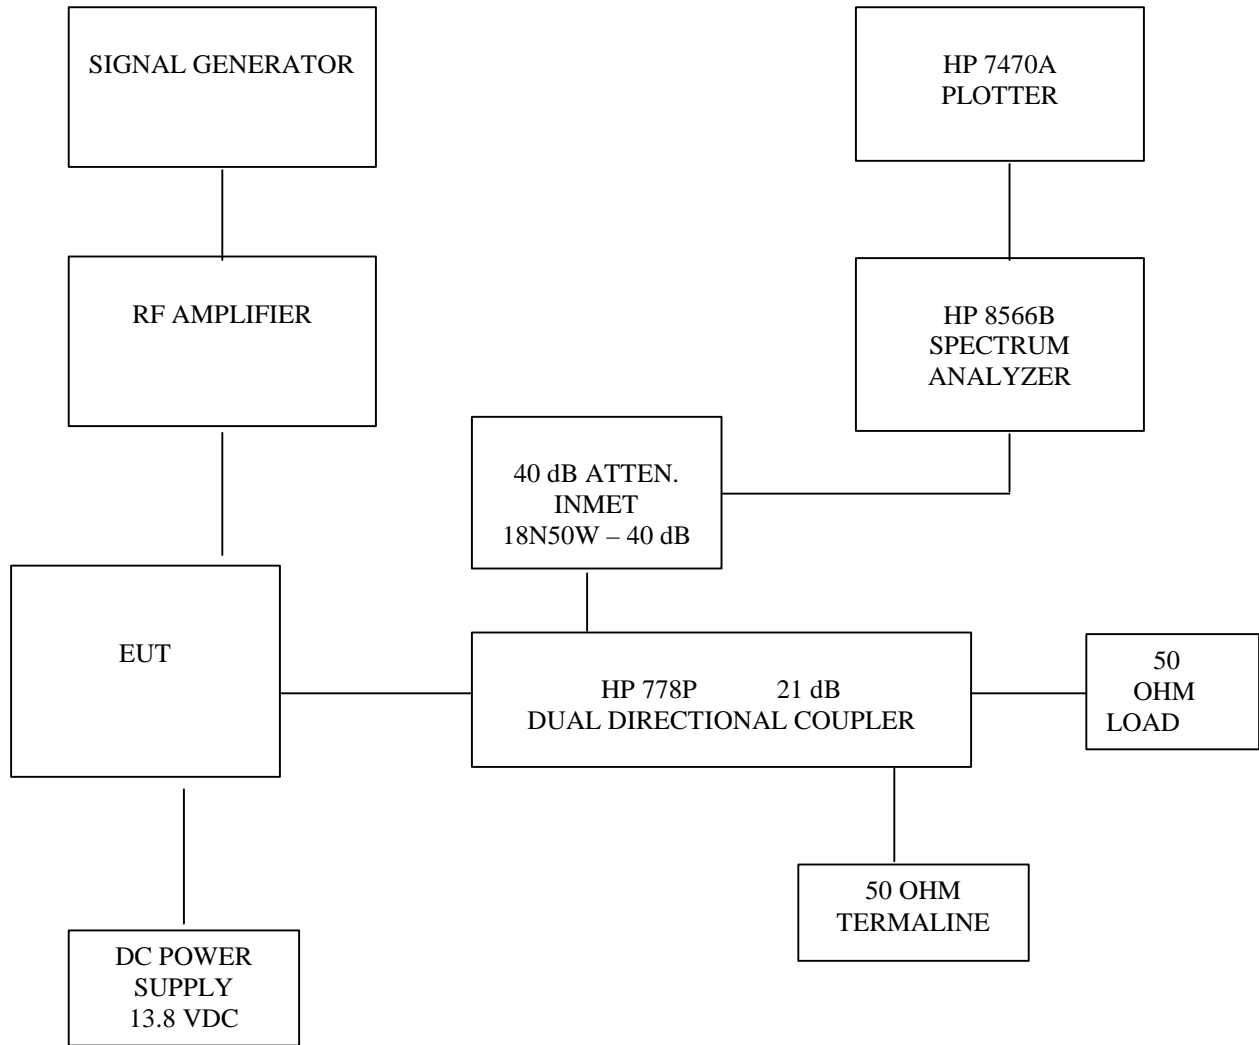 SIGNAL GENERATOR
HP 7470A
PLOTTER
RF AMPLIFIER
HP 8566B
SPECTRUM
ANALYZER
40 dB ATTEN.
INMET
18N50W – 40 dB
EUT
HP 778P 21 dB
DUAL DIRECTIONAL COUPLER
50
OHM
LOAD
50 OHM
TERMALINE
DC POWER
SUPPLY
13.8 VDC